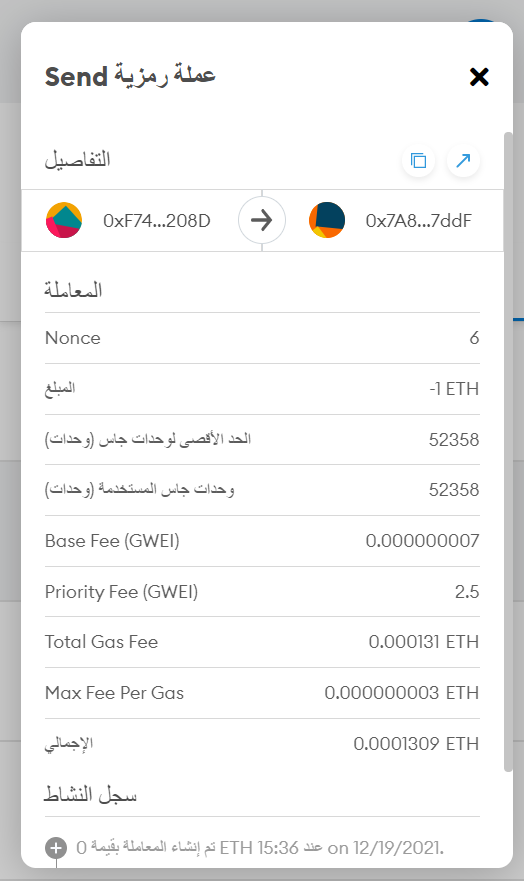 Send عملة رمزية
التفاصيل
0xF74...208D 0x7A8...7ddF
المعاملة
Nonce 6
المبلغ -1 ETH
الحد الأقصى لوحدات جاس (وحدات) 52358
وحدات جاس المستخدمة (وحدات) 52358
Base Fee (GWEI) 0.000000007
Priority Fee (GWEI) 2.5
Total Gas Fee 0.000131 ETH
Max Fee Per Gas 0.000000003 ETH
الإجمالي 0.0001309 ETH
سجل النشاط
تم إنشاء المعاملة بقيمة 0 ETH عند 15:36 on 12/19/2021.